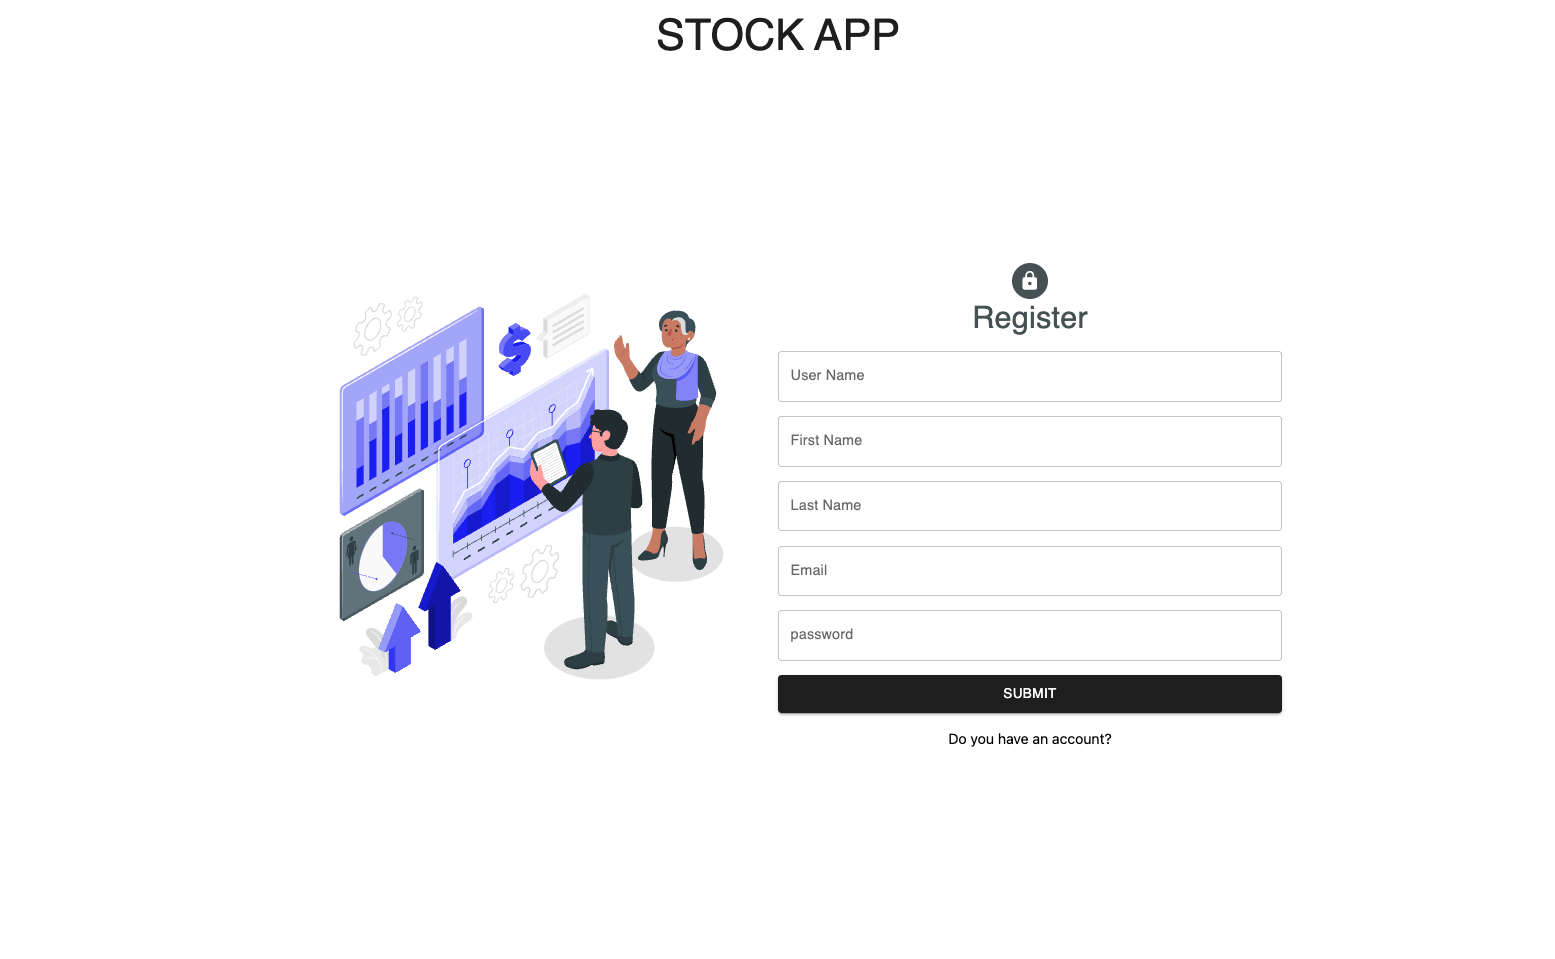 STOCK APP
Register
User Name
First Name
Last Name
Email
password
SUBMIT
Do you have an account?